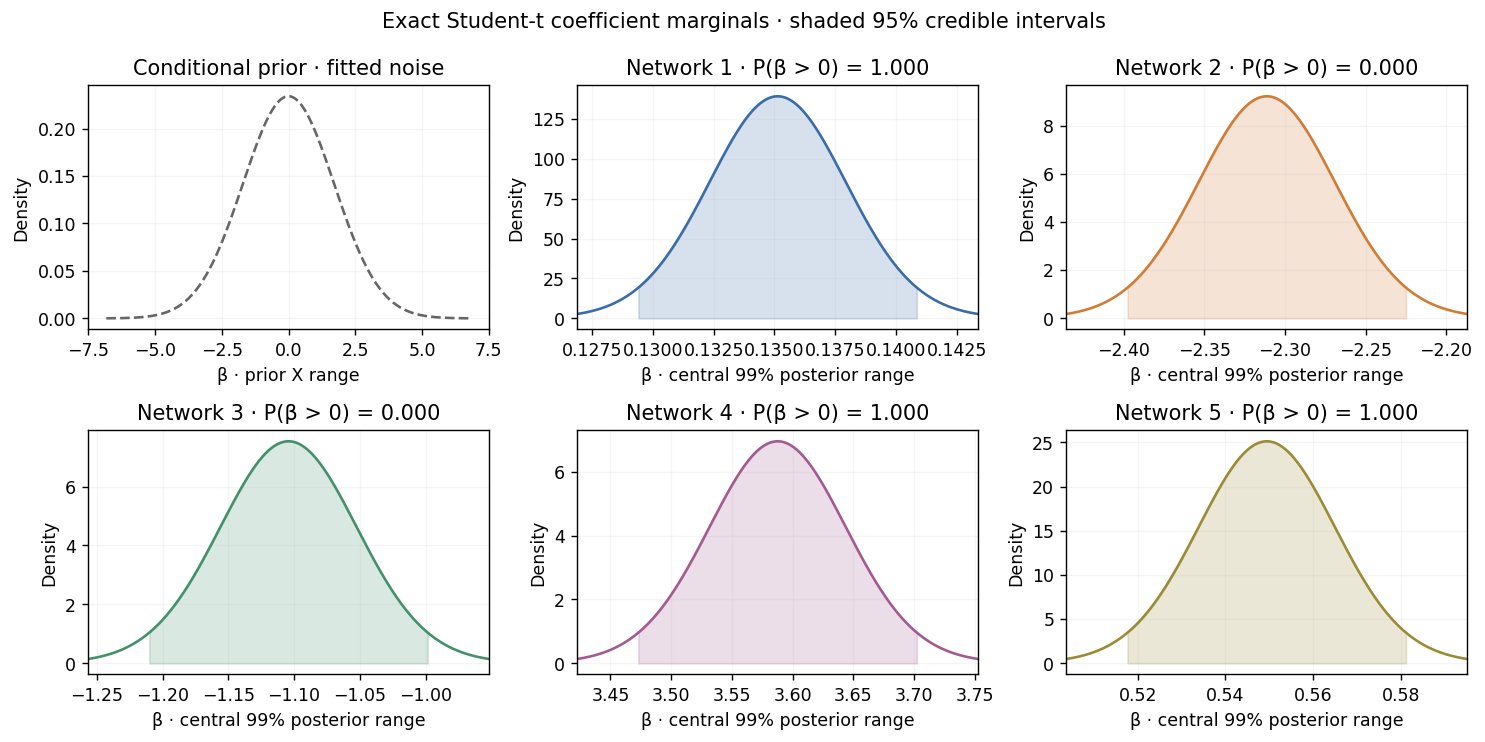 Exact Student-t coefficient marginals · shaded 95% credible intervals
Conditional prior · fitted noise
Density
0.20
0.15
0.10
0.05
0.00
−7.5 −5.0 −2.5 0.0 2.5 5.0 7.5
β · prior X range
Network 1 · P(β > 0) = 1.000
Density
125
100
75
50
25
0
0.1275 0.1300 0.1325 0.1350 0.1375 0.1400 0.1425
β · central 99% posterior range
Network 2 · P(β > 0) = 0.000
Density
8
6
4
2
0
−2.40 −2.35 −2.30 −2.25 −2.20
β · central 99% posterior range
Network 3 · P(β > 0) = 0.000
Density
6
4
2
0
−1.25 −1.20 −1.15 −1.10 −1.05 −1.00
β · central 99% posterior range
Network 4 · P(β > 0) = 1.000
Density
6
4
2
0
3.45 3.50 3.55 3.60 3.65 3.70 3.75
β · central 99% posterior range
Network 5 · P(β > 0) = 1.000
Density
25
20
15
10
5
0
0.52 0.54 0.56 0.58
β · central 99% posterior range